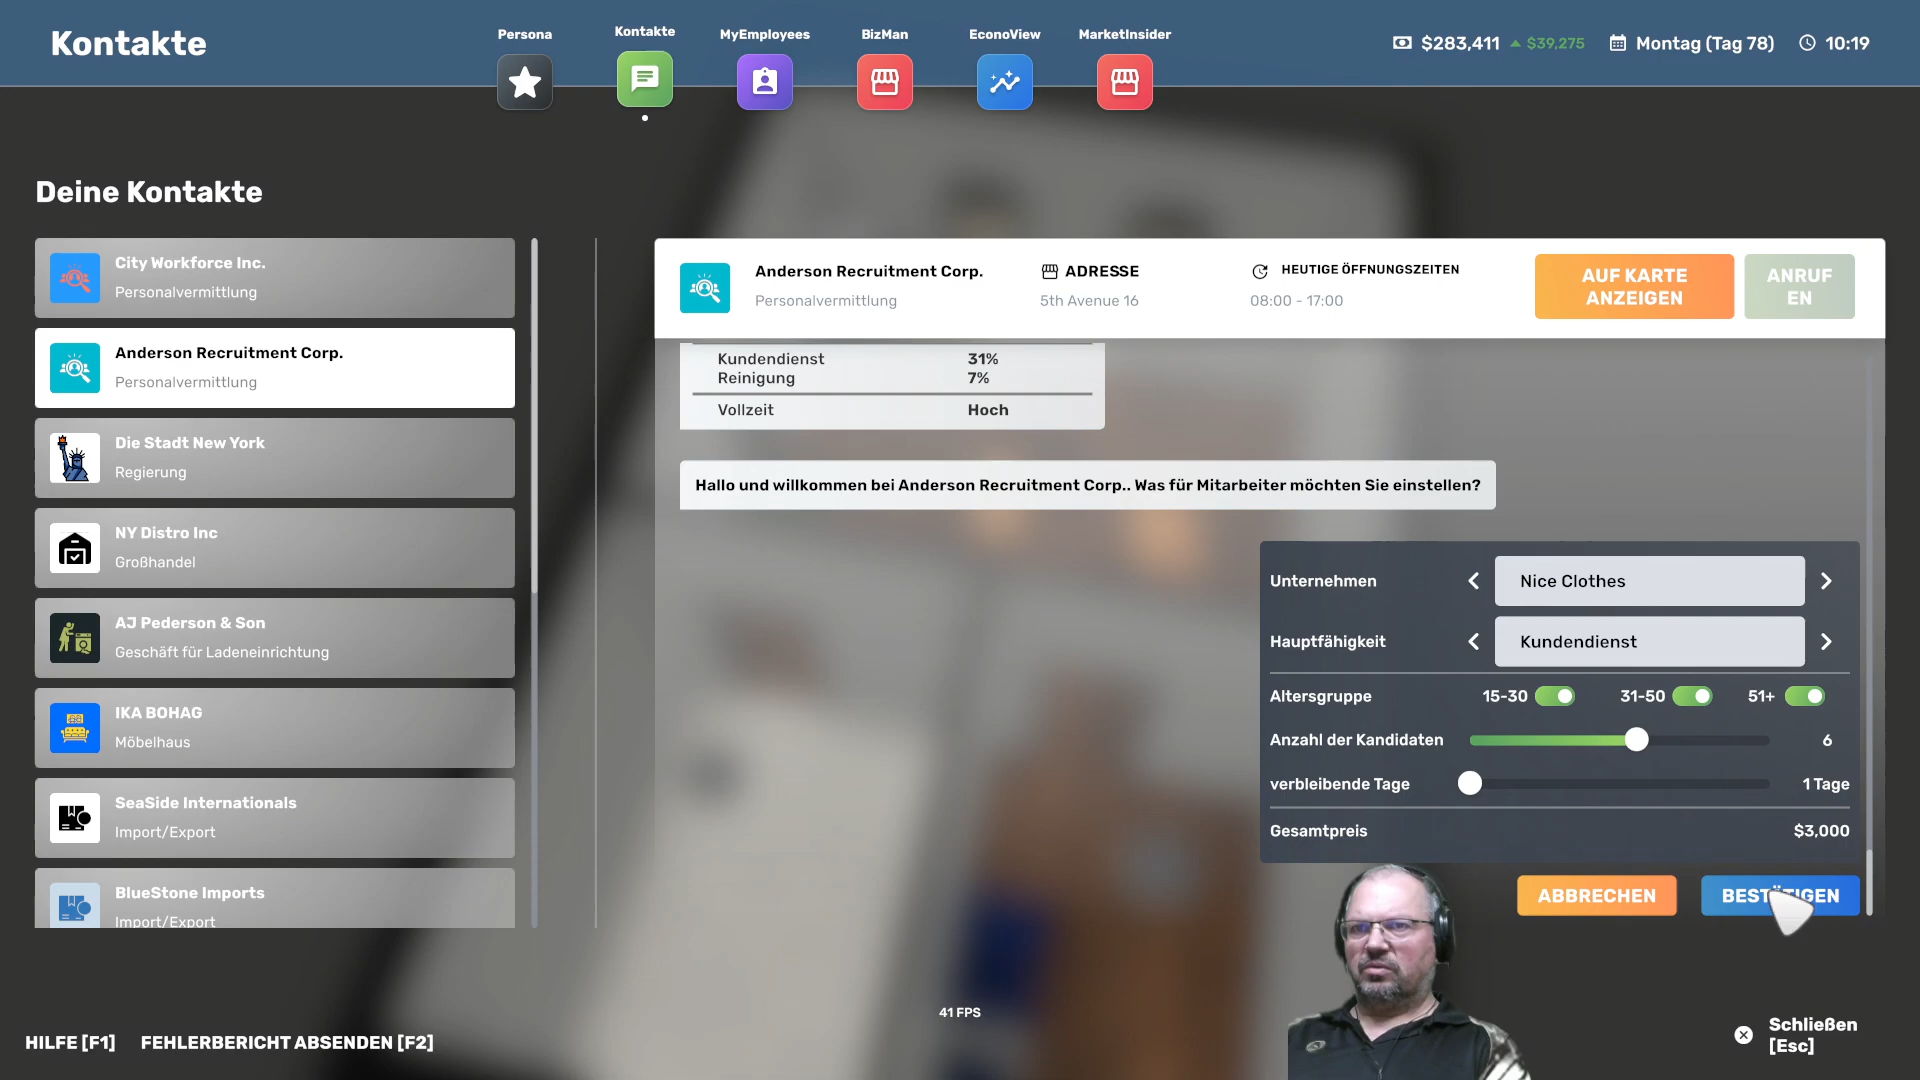 Kontakte
Persona
Kontakte
MyEmployees
BizMan
EconoView
MarketInsider
$283,411
$39,275
Montag (Tag 78)
10:19
Deine Kontakte
City Workforce Inc.
Personalvermittlung
Anderson Recruitment Corp.
Personalvermittlung
Die Stadt New York
Regierung
NY Distro Inc
Großhandel
AJ Pederson & Son
Geschäft für Ladeneinrichtung
IKA BOHAG
Möbelhaus
SeaSide Internationals
Import/Export
BlueStone Imports
Import/Export
Anderson Recruitment Corp.
Personalvermittlung
ADRESSE
5th Avenue 16
HEUTIGE ÖFFNUNGSZEITEN
08:00 - 17:00
AUF KARTE
ANZEIGEN
ANRUF
EN
Kundendienst 31%
Reinigung 7%
Vollzeit Hoch
Hallo und willkommen bei Anderson Recruitment Corp.. Was für Mitarbeiter möchten Sie einstellen?
Unternehmen Nice Clothes
Hauptfähigkeit Kundendienst
Altersgruppe 15-30 31-50 51+
Anzahl der Kandidaten 6
verbleibende Tage 1 Tage
Gesamtpreis $3,000
ABBRECHEN
BESTÄTIGEN
41 FPS
HILFE [F1]
FEHLERBERICHT ABSENDEN [F2]
Schließen
[Esc]